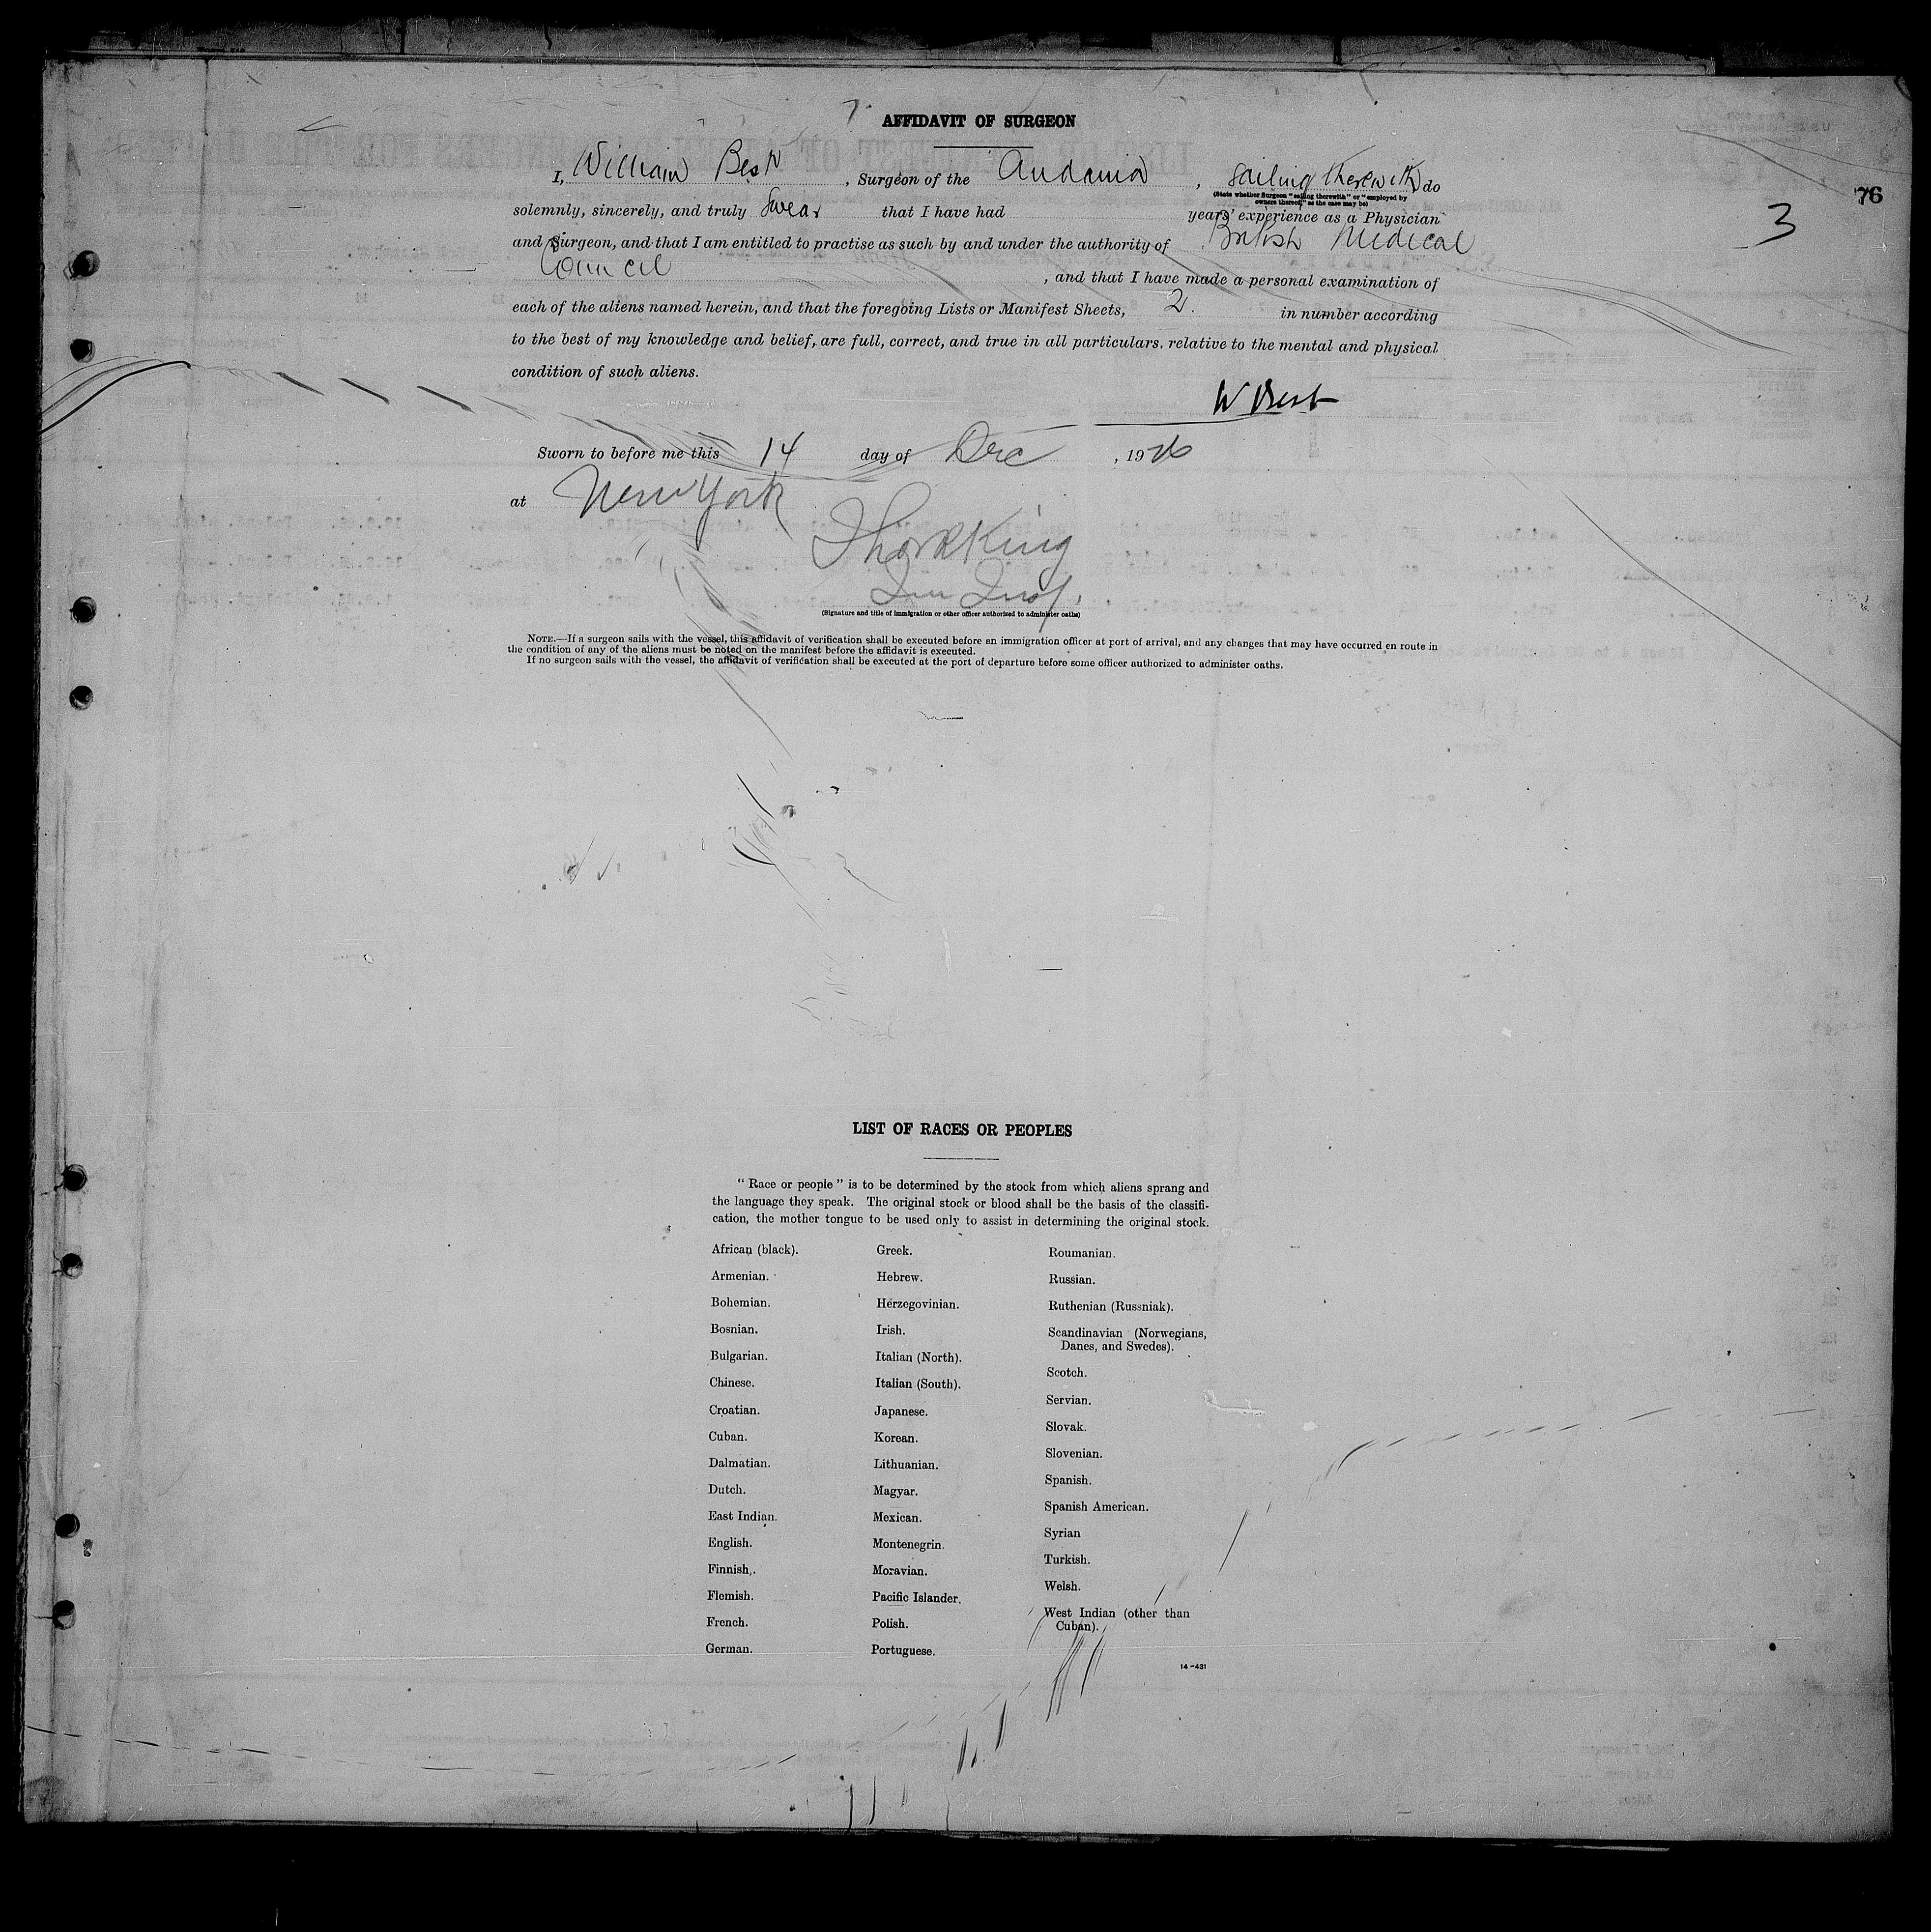 AFFIDAVIT OF SURGEON
I, William Best, Surgeon of the Andania, sailing therewith do
(State whether Surgeon "sailing therewith" or "employed by
owners thereof," as the case may be)
76
solemnly, sincerely, and truly swear that I have had years' experience as a Physician
3
and Surgeon, and that I am entitled to practise as such by and under the authority of British Medical
Council, and that I have made a personal examination of
each of the aliens named herein, and that the foregoing Lists or Manifest Sheets, 2. in number according
to the best of my knowledge and belief, are full, correct, and true in all particulars, relative to the mental and physical
condition of such aliens.
W Best
Sworn to before me this 14 day of Dec, 1926
at New York
King
Imm Insp.
(Signature and title of immigration or other officer authorized to administer oaths)
NOTE.—If a surgeon sails with the vessel, this affidavit of verification shall be executed before an immigration officer at port of arrival, and any changes that may have occurred en route in
the condition of any of the aliens must be noted on the manifest before the affidavit is executed.
If no surgeon sails with the vessel, the affidavit of verification shall be executed at the port of departure before some officer authorized to administer oaths.
LIST OF RACES OR PEOPLES
"Race or people" is to be determined by the stock from which aliens sprang and
the language they speak. The original stock or blood shall be the basis of the classifi-
cation, the mother tongue to be used only to assist in determining the original stock.
African (black).
Armenian.
Bohemian.
Bosnian.
Bulgarian.
Chinese.
Croatian.
Cuban.
Dalmatian.
Dutch.
East Indian.
English.
Finnish.
Flemish.
French.
German.
Greek.
Hebrew.
Herzegovinian.
Irish.
Italian (North).
Italian (South).
Japanese.
Korean.
Lithuanian.
Magyar.
Mexican.
Montenegrin.
Moravian.
Pacific Islander.
Polish.
Portuguese.
Roumanian.
Russian.
Ruthenian (Russniak).
Scandinavian (Norwegians,
Danes, and Swedes).
Scotch.
Servian.
Slovak.
Slovenian.
Spanish.
Spanish American.
Syrian
Turkish.
Welsh.
West Indian (other than
Cuban).
14-431